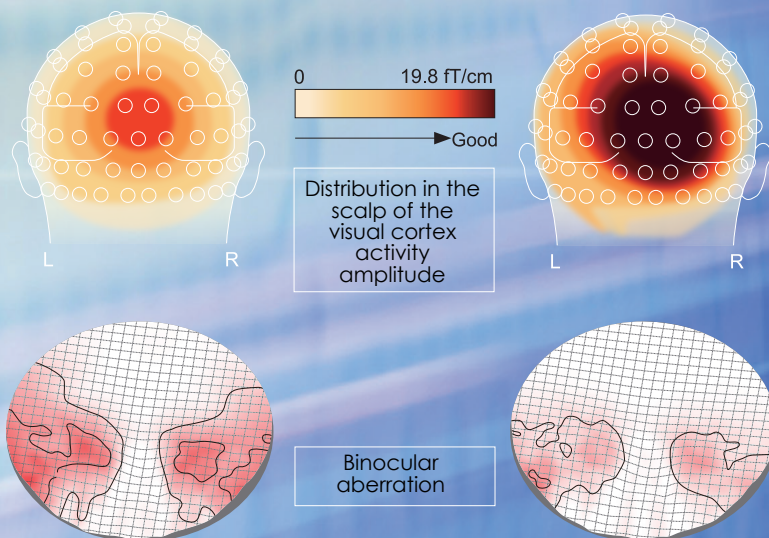 0 19.8 fT/cm
Good
Distribution in the
scalp of the
visual cortex
activity
amplitude
L R
L R
Binocular
aberration